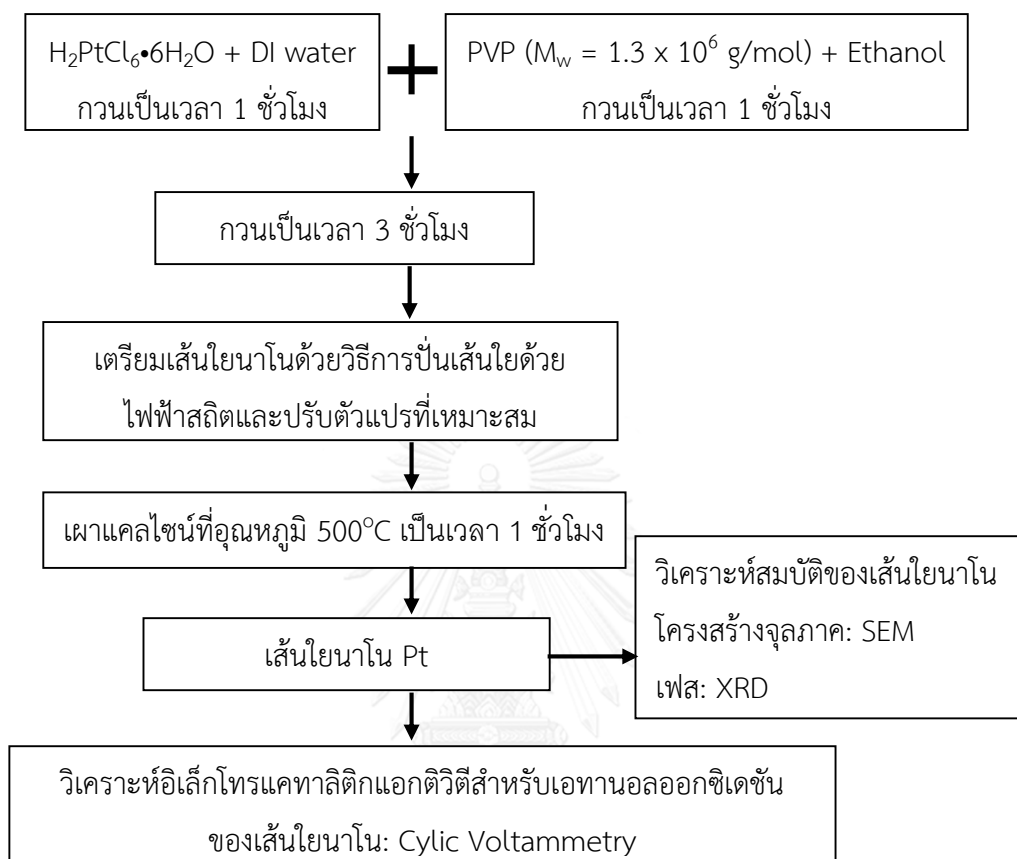 H₂PtCl₆•6H₂O + DI water
กวนเป็นเวลา 1 ชั่วโมง
+
PVP (Mw = 1.3 x 10⁶ g/mol) + Ethanol
กวนเป็นเวลา 1 ชั่วโมง
กวนเป็นเวลา 3 ชั่วโมง
เตรียมเส้นใยนาโนด้วยวิธีการปั่นเส้นใยด้วย
ไฟฟ้าสถิตและปรับตัวแปรที่เหมาะสม
เผาแคลไซน์ที่อุณหภูมิ 500°C เป็นเวลา 1 ชั่วโมง
เส้นใยนาโน Pt
วิเคราะห์สมบัติของเส้นใยนาโน
โครงสร้างจุลภาค: SEM
เฟส: XRD
วิเคราะห์อิเล็กโทรแคทาลิติกแอกติวิตีสำหรับเอทานอลออกซิเดชัน
ของเส้นใยนาโน: Cylic Voltammetry